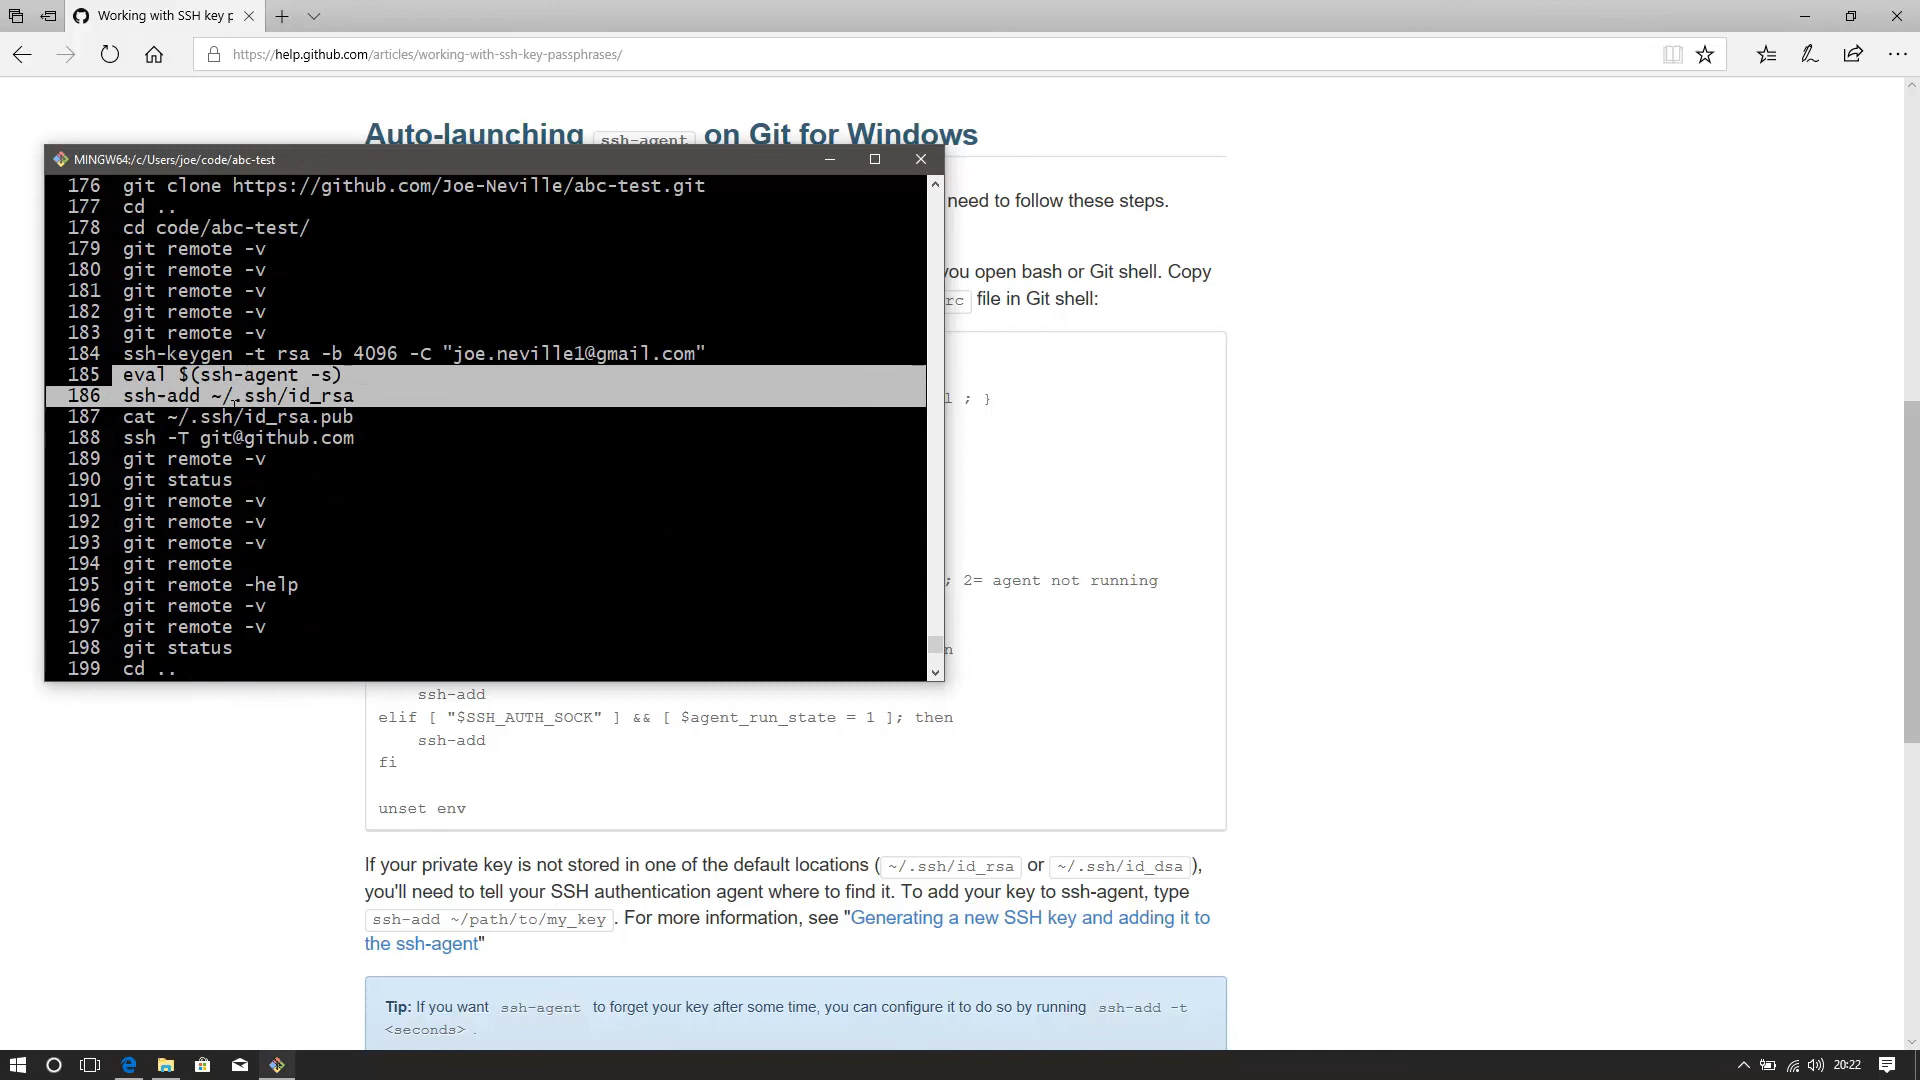 Working with SSH key p
https://help.github.com/articles/working-with-ssh-key-passphrases/
Auto-launching ssh-agent on Git for Windows
MINGW64:/c/Users/joe/code/abc-test
176 git clone https://github.com/Joe-Neville/abc-test.git
177 cd ..
178 cd code/abc-test/
179 git remote -v
180 git remote -v
181 git remote -v
182 git remote -v
183 git remote -v
184 ssh-keygen -t rsa -b 4096 -C "joe.neville1@gmail.com"
185 eval $(ssh-agent -s)
186 ssh-add ~/.ssh/id_rsa
187 cat ~/.ssh/id_rsa.pub
188 ssh -T git@github.com
189 git remote -v
190 git status
191 git remote -v
192 git remote -v
193 git remote -v
194 git remote
195 git remote -help
196 git remote -v
197 git remote -v
198 git status
199 cd ..
need to follow these steps.
you open bash or Git shell. Copy
rc file in Git shell:
l ; }
; 2= agent not running
n
ssh-add
elif [ "$SSH_AUTH_SOCK" ] && [ $agent_run_state = 1 ]; then
ssh-add
fi
unset env
If your private key is not stored in one of the default locations ( ~/.ssh/id_rsa or ~/.ssh/id_dsa ),
you'll need to tell your SSH authentication agent where to find it. To add your key to ssh-agent, type
ssh-add ~/path/to/my_key . For more information, see "Generating a new SSH key and adding it to
the ssh-agent"
Tip: If you want ssh-agent to forget your key after some time, you can configure it to do so by running ssh-add -t
<seconds> .
20:22